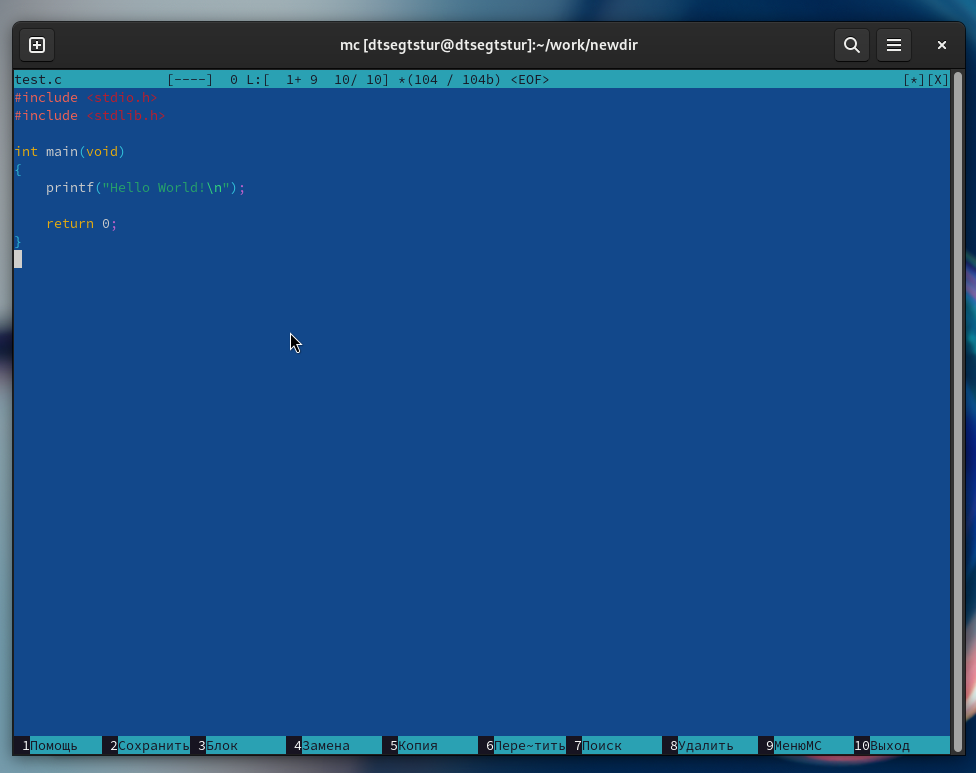 mc [dtsegtstur@dtsegtstur]:~/work/newdir
test.c [----] 0 L:[ 1+ 9 10/ 10] *(104 / 104b) <EOF> [*][X]
#include <stdio.h>
#include <stdlib.h>
int main(void)
{
    printf("Hello World!\n");
    return 0;
}
1Помощь 2Сохранить 3Блок 4Замена 5Копия 6Пере~тить 7Поиск 8Удалить 9МенюMC 10Выход